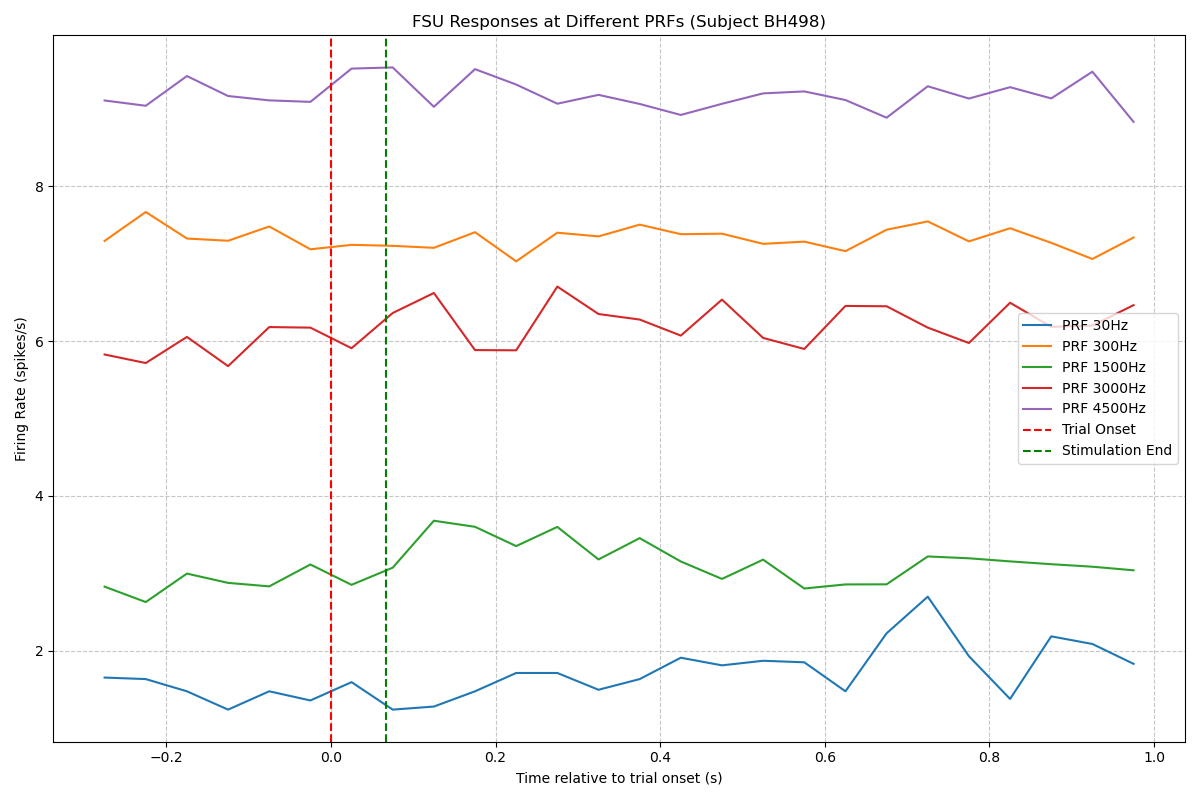 FSU Responses at Different PRFs (Subject BH498)
Firing Rate (spikes/s)
8
6
4
2
PRF 30Hz
PRF 300Hz
PRF 1500Hz
PRF 3000Hz
PRF 4500Hz
Trial Onset
Stimulation End
−0.2 0.0 0.2 0.4 0.6 0.8 1.0
Time relative to trial onset (s)